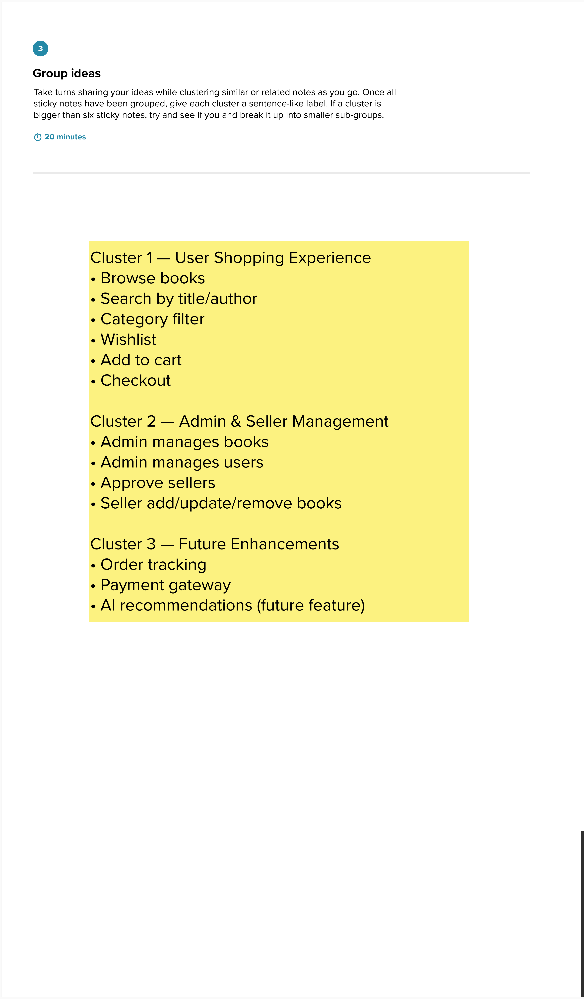 3
Group ideas
Take turns sharing your ideas while clustering similar or related notes as you go. Once all
sticky notes have been grouped, give each cluster a sentence-like label. If a cluster is
bigger than six sticky notes, try and see if you and break it up into smaller sub-groups.
20 minutes
Cluster 1 — User Shopping Experience
• Browse books
• Search by title/author
• Category filter
• Wishlist
• Add to cart
• Checkout
Cluster 2 — Admin & Seller Management
• Admin manages books
• Admin manages users
• Approve sellers
• Seller add/update/remove books
Cluster 3 — Future Enhancements
• Order tracking
• Payment gateway
• AI recommendations (future feature)